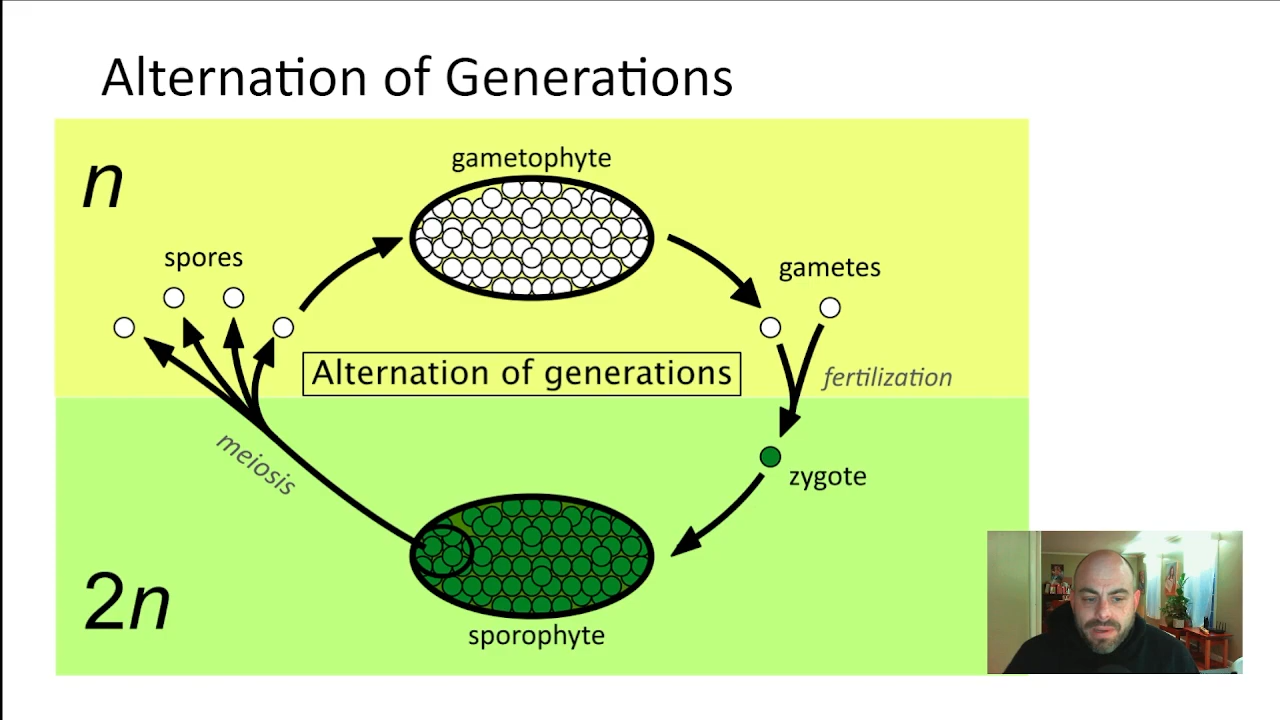 Alternation of Generations
n
gametophyte
spores
gametes
Alternation of generations
fertilization
meiosis
zygote
2n
sporophyte